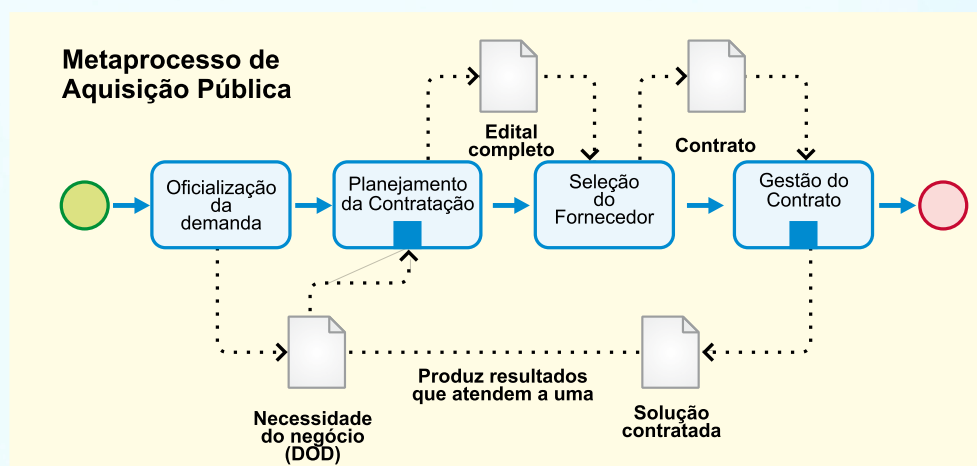 Metaprocesso de
Aquisição Pública
Edital
completo
Contrato
Oficialização
da
demanda
Planejamento
da Contratação
Seleção
do
Fornecedor
Gestão do
Contrato
Produz resultados
que atendem a uma
Necessidade
do negócio
(DOD)
Solução
contratada